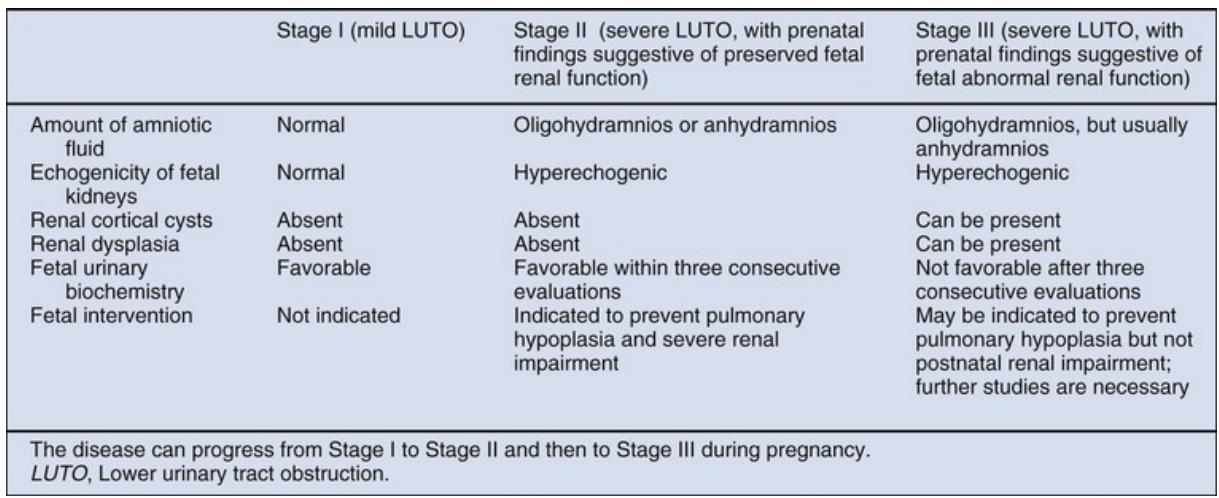 Stage I (mild LUTO) Stage II (severe LUTO, with prenatal Stage III (severe LUTO, with
findings suggestive of preserved fetal prenatal findings suggestive of
renal function) fetal abnormal renal function)
Amount of amniotic Normal Oligohydramnios or anhydramnios Oligohydramnios, but usually
fluid anhydramnios
Echogenicity of fetal Normal Hyperechogenic Hyperechogenic
kidneys
Renal cortical cysts Absent Absent Can be present
Renal dysplasia Absent Absent Can be present
Fetal urinary Favorable Favorable within three consecutive Not favorable after three
biochemistry evaluations consecutive evaluations
Fetal intervention Not indicated Indicated to prevent pulmonary May be indicated to prevent
hypoplasia and severe renal pulmonary hypoplasia but not
impairment postnatal renal impairment;
further studies are necessary
The disease can progress from Stage I to Stage II and then to Stage III during pregnancy.
LUTO, Lower urinary tract obstruction.